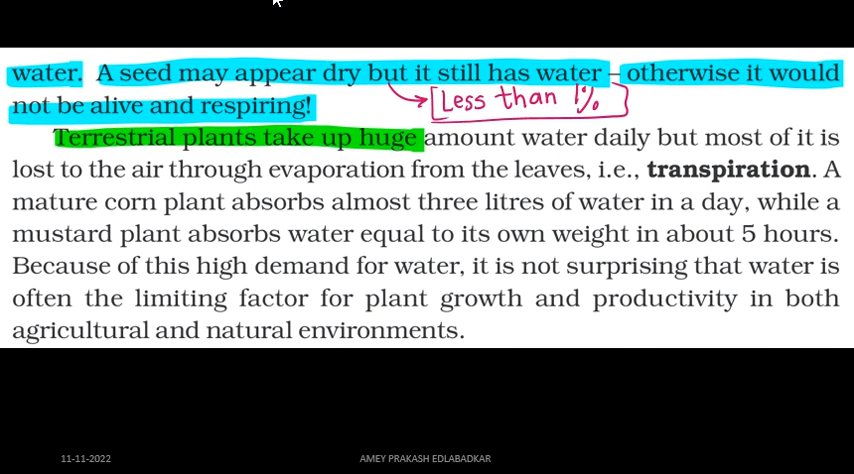 water. A seed may appear dry but it still has water – otherwise it would
not be alive and respiring!
[Less than 1%]
Terrestrial plants take up huge amount water daily but most of it is
lost to the air through evaporation from the leaves, i.e., transpiration. A
mature corn plant absorbs almost three litres of water in a day, while a
mustard plant absorbs water equal to its own weight in about 5 hours.
Because of this high demand for water, it is not surprising that water is
often the limiting factor for plant growth and productivity in both
agricultural and natural environments.
11-11-2022
AMEY PRAKASH EDLABADKAR